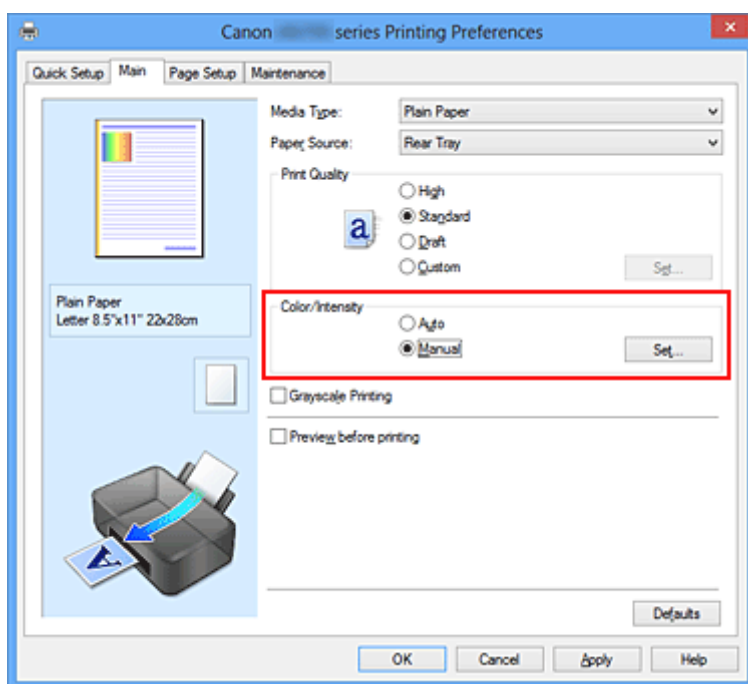 Canon series Printing Preferences
Quick Setup Main Page Setup Maintenance
Media Type: Plain Paper
Paper Source: Rear Tray
Print Quality
High
a Standard
Draft
Custom Set...
Plain Paper
Letter 8.5"x11" 22x28cm
Color/Intensity
Auto
Manual Set...
Grayscale Printing
Preview before printing
A
Defaults
OK Cancel Apply Help